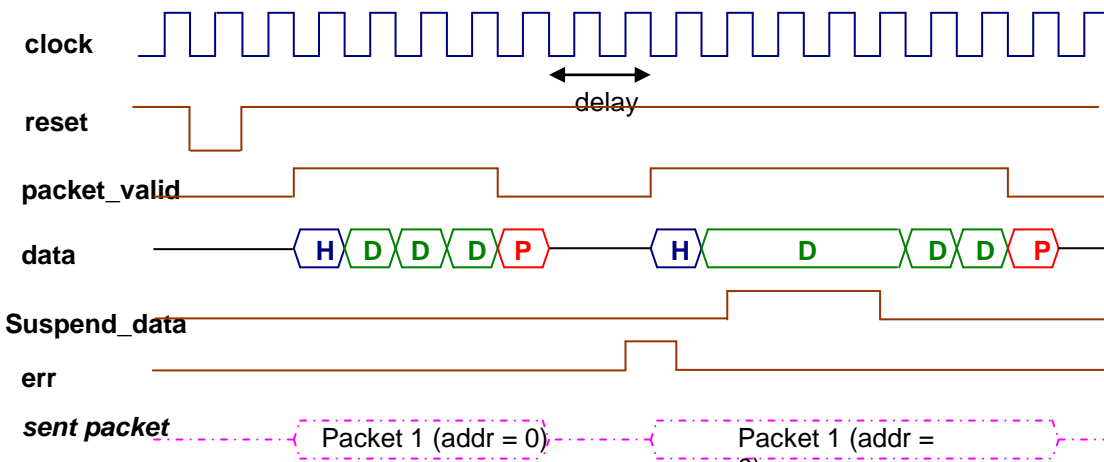 clock
delay
reset
packet_valid
data
H D D D P H D D D P
Suspend_data
err
sent packet
Packet 1 (addr = 0)
Packet 1 (addr =